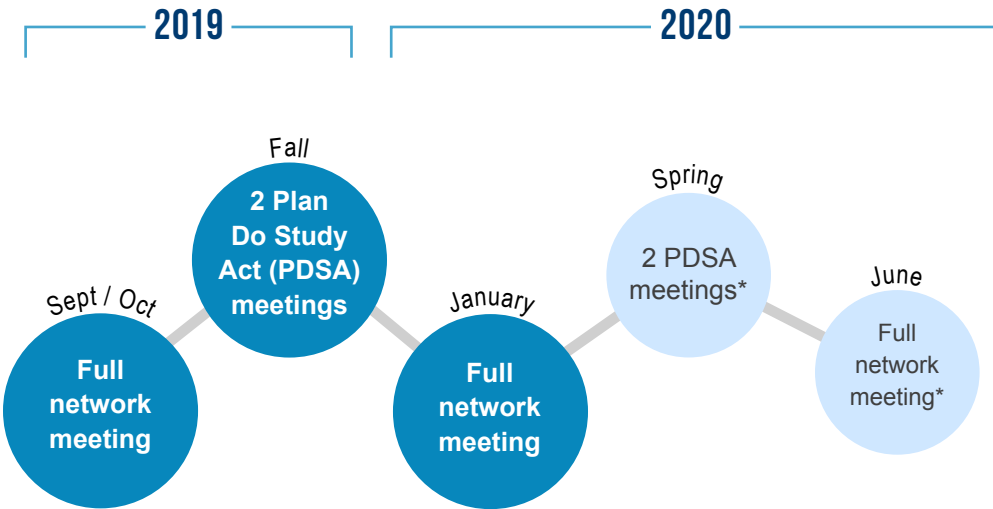 2019
2020
Sept / Oct
Full
network
meeting
Fall
2 Plan
Do Study
Act (PDSA)
meetings
January
Full
network
meeting
Spring
2 PDSA
meetings*
June
Full
network
meeting*